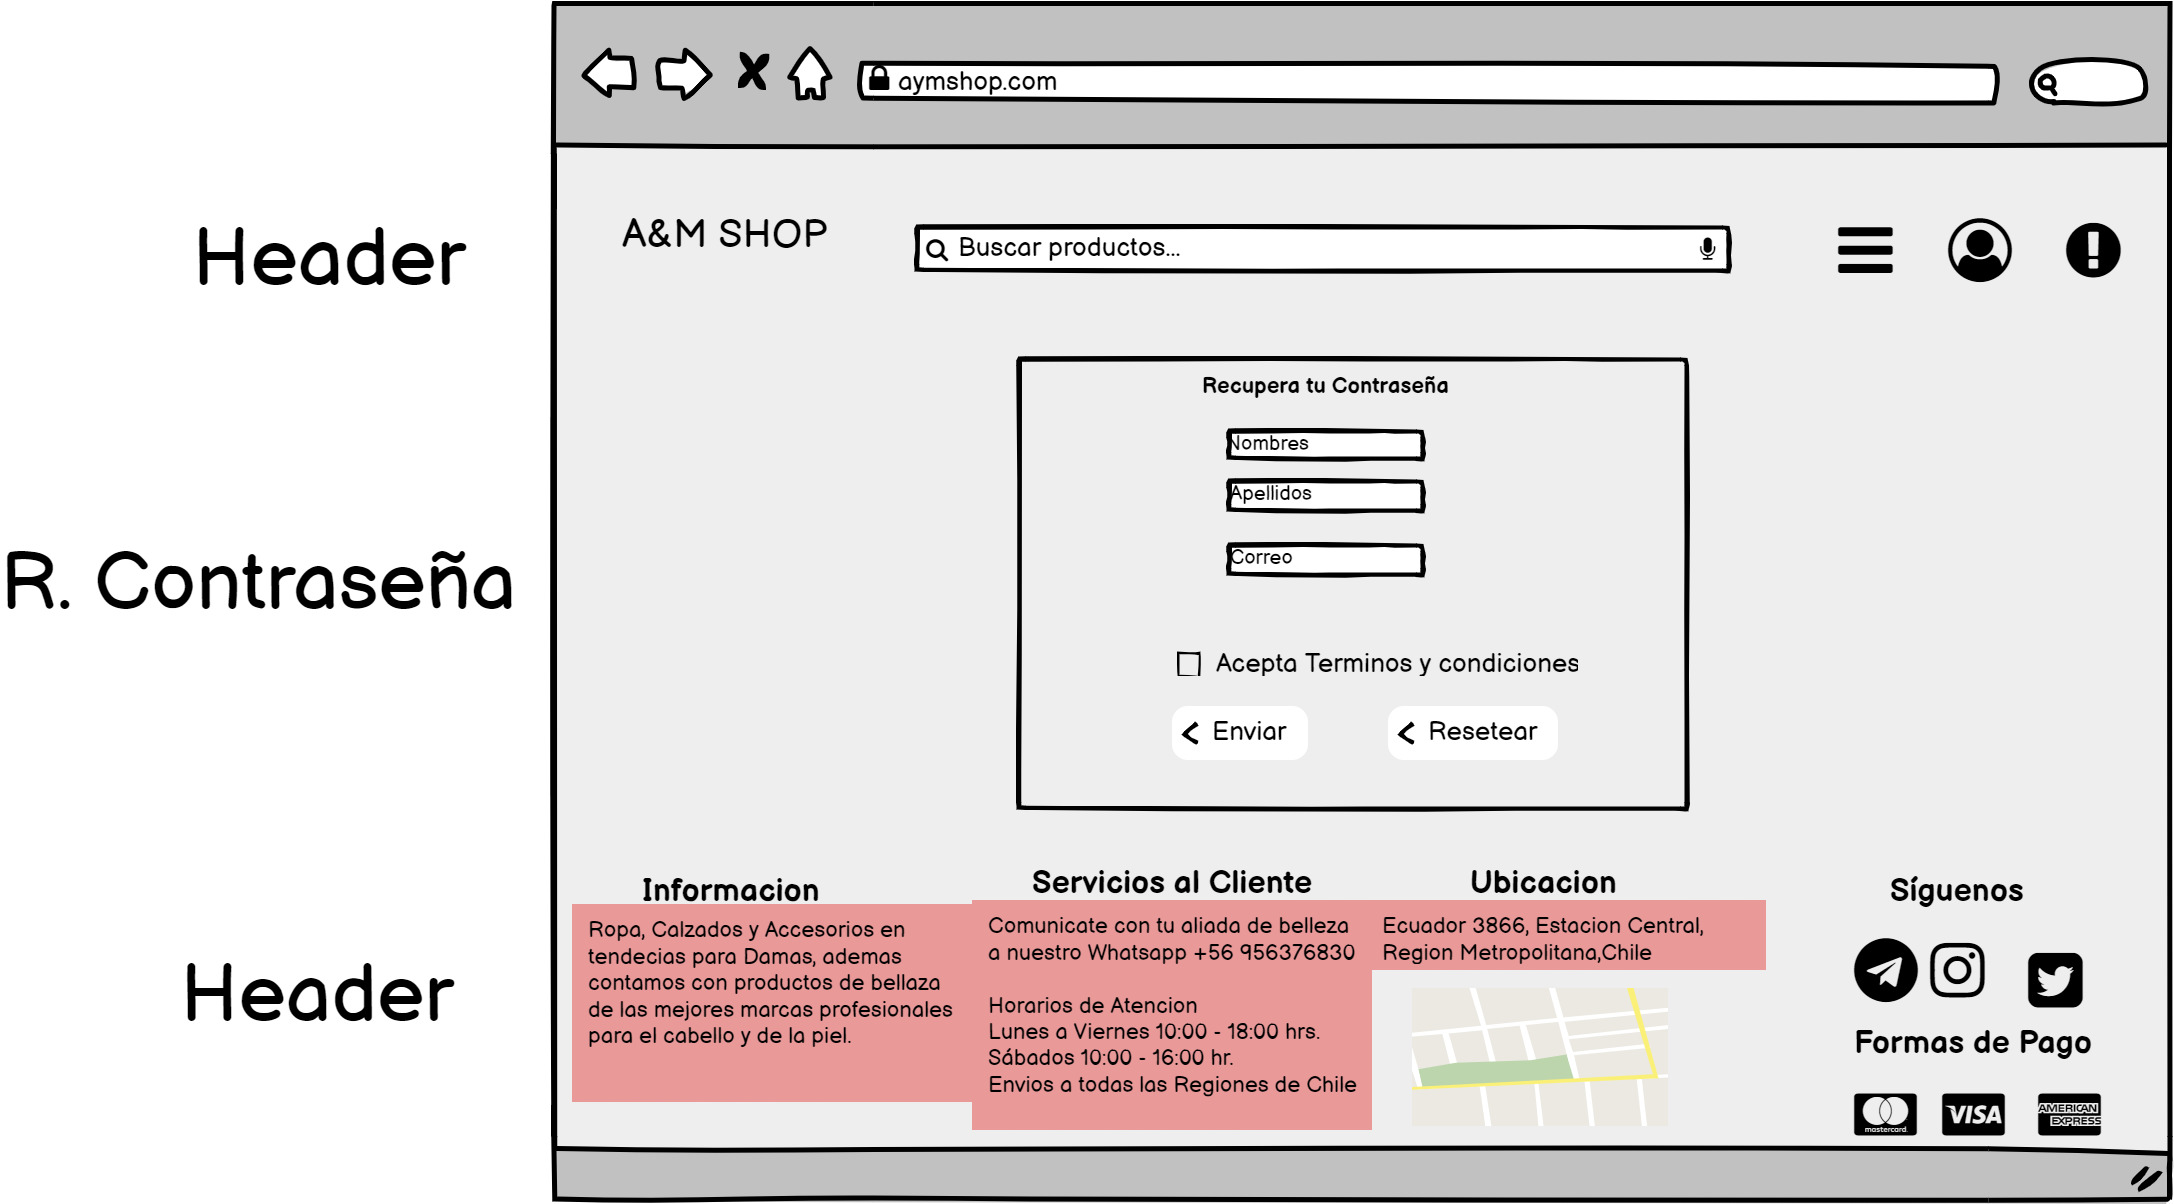 aymshop.com
Header
A&M SHOP
Buscar productos...
R. Contraseña
Recupera tu Contraseña
Nombres
Apellidos
Correo
Acepta Terminos y condiciones
Enviar
Resetear
Header
Informacion
Ropa, Calzados y Accesorios en
tendecias para Damas, ademas
contamos con productos de bellaza
de las mejores marcas profesionales
para el cabello y de la piel.
Servicios al Cliente
Comunicate con tu aliada de belleza
a nuestro Whatsapp +56 956376830
Horarios de Atencion
Lunes a Viernes 10:00 - 18:00 hrs.
Sábados 10:00 - 16:00 hr.
Envios a todas las Regiones de Chile
Ubicacion
Ecuador 3866, Estacion Central,
Region Metropolitana,Chile
Síguenos
Formas de Pago
mastercard.
VISA
AMERICAN
EXPRESS